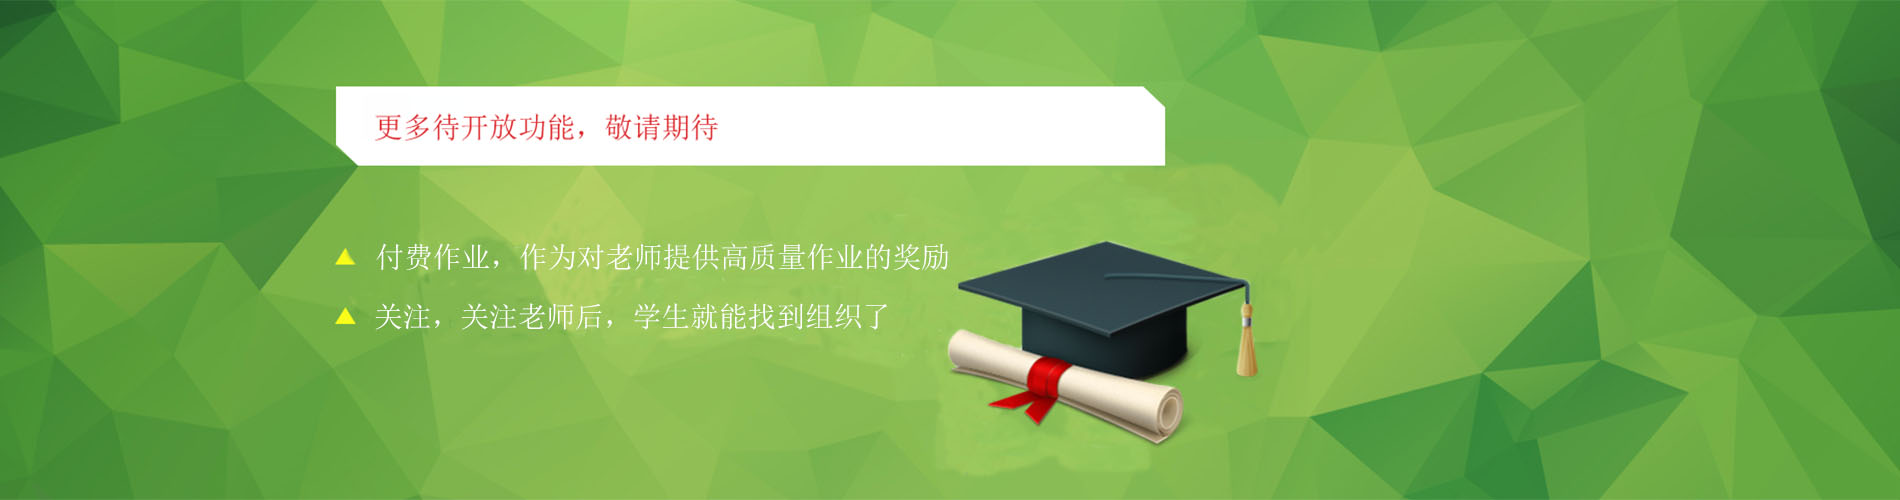 更多待开放功能，敬请期待
付费作业，作为对老师提供高质量作业的奖励
关注，关注老师后，学生就能找到组织了